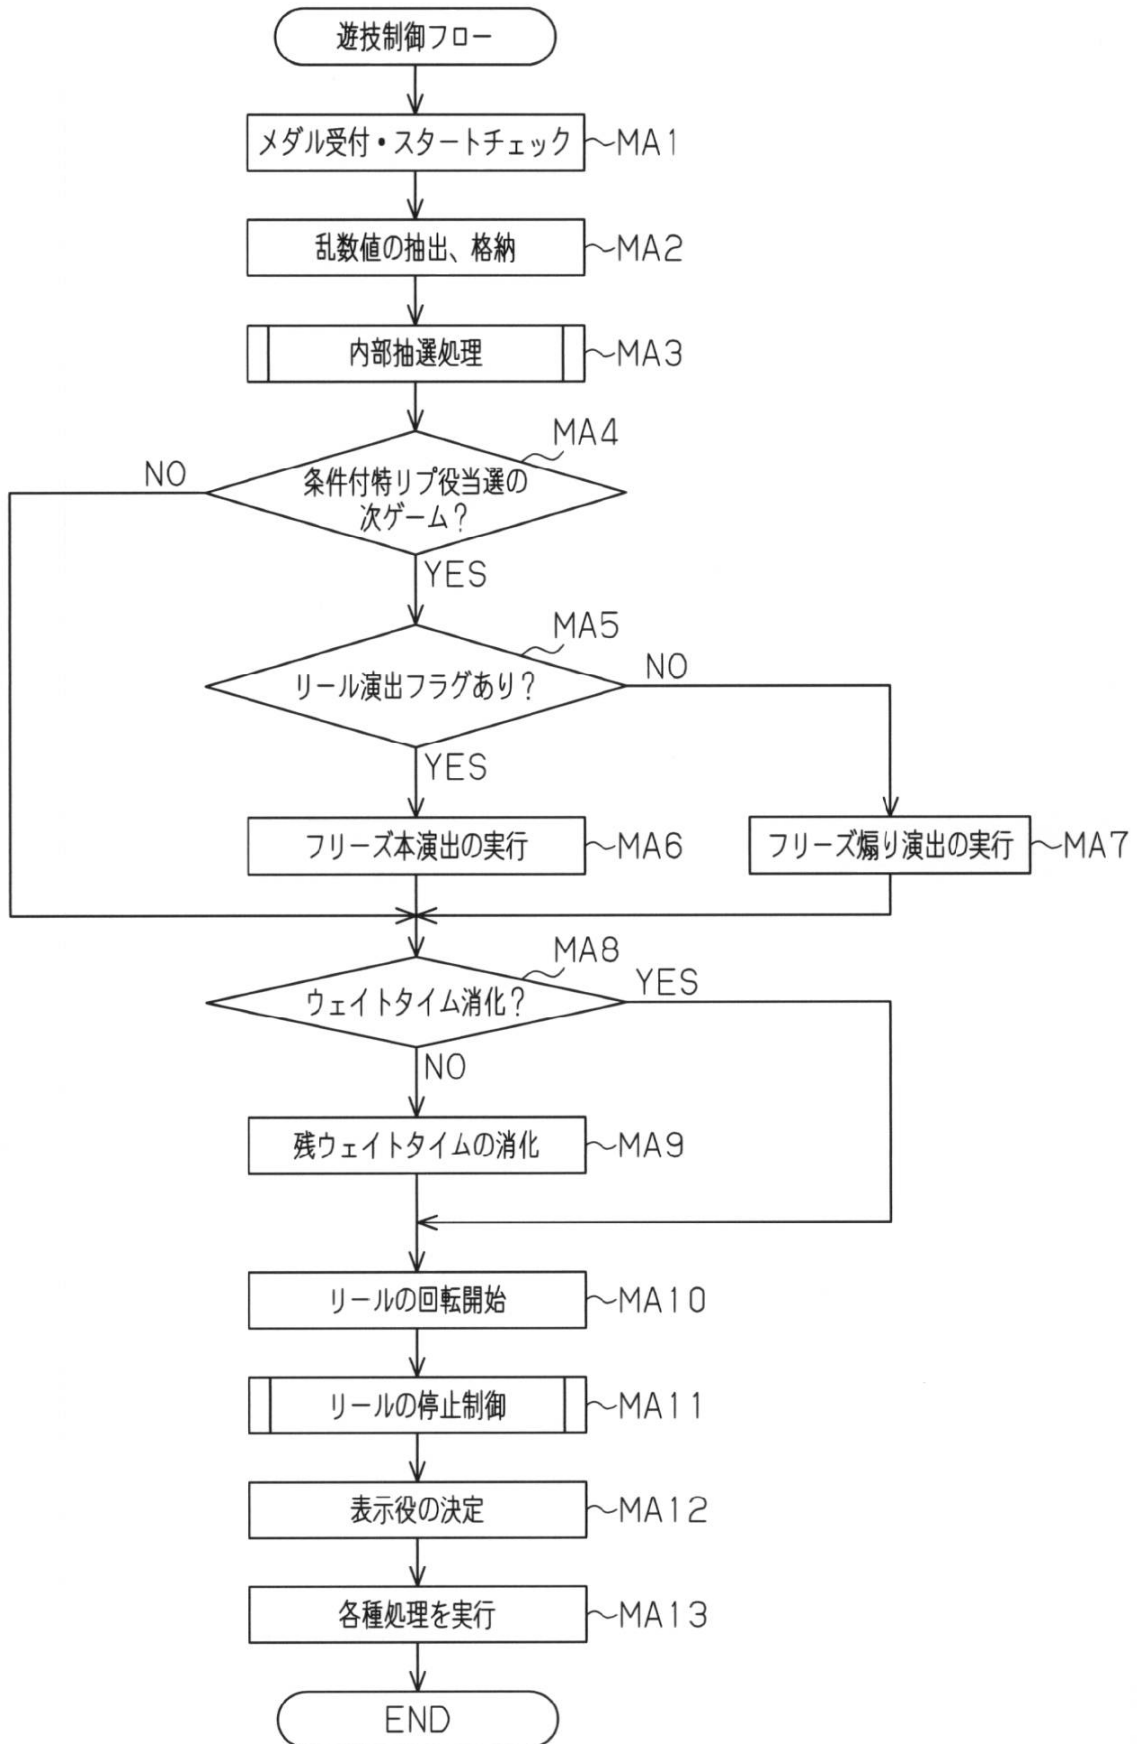 遊技制御フロー
メダル受付・スタートチェック
MA1
乱数値の抽出、格納
MA2
内部抽選処理
MA3
MA4
NO
条件付特リプ役当選の
次ゲーム?
YES
MA5
リール演出フラグあり?
NO
YES
フリーズ本演出の実行
MA6
フリーズ煽り演出の実行
MA7
MA8
ウェイトタイム消化?
YES
NO
残ウェイトタイムの消化
MA9
リールの回転開始
MA10
リールの停止制御
MA11
表示役の決定
MA12
各種処理を実行
MA13
END